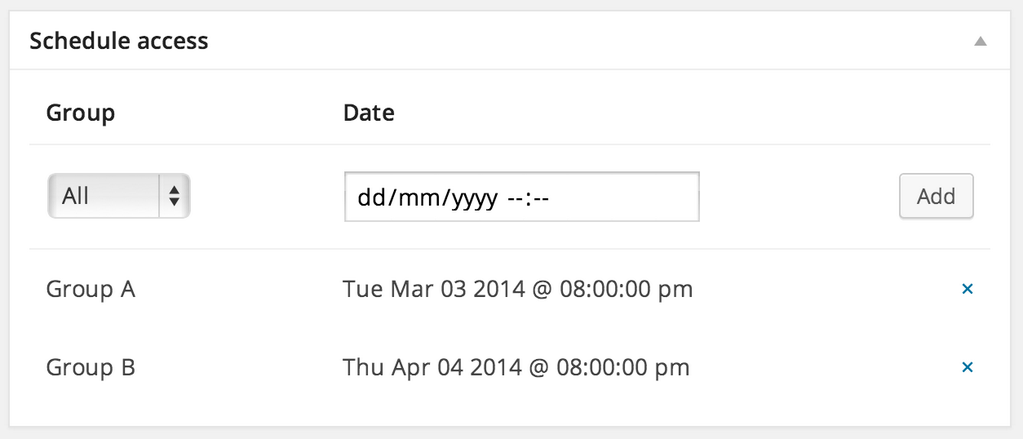 Schedule access
Group Date
All dd/mm/yyyy --:-- Add
Group A Tue Mar 03 2014 @ 08:00:00 pm ×
Group B Thu Apr 04 2014 @ 08:00:00 pm ×